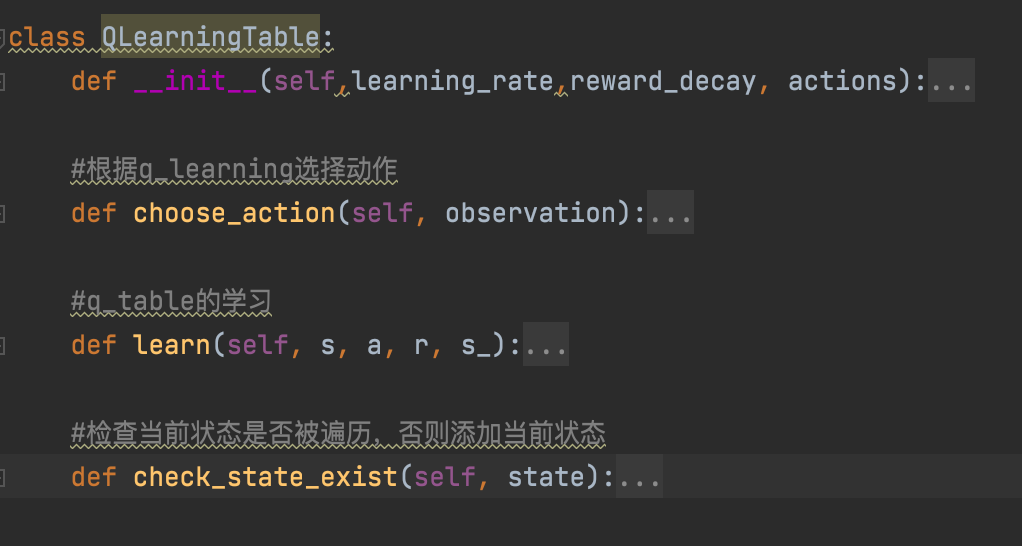 class QLearningTable:
def __init__(self,learning_rate,reward_decay, actions):...
#根据q_learning选择动作
def choose_action(self, observation):...
#q_table的学习
def learn(self, s, a, r, s_):...
#检查当前状态是否被遍历，否则添加当前状态
def check_state_exist(self, state):...